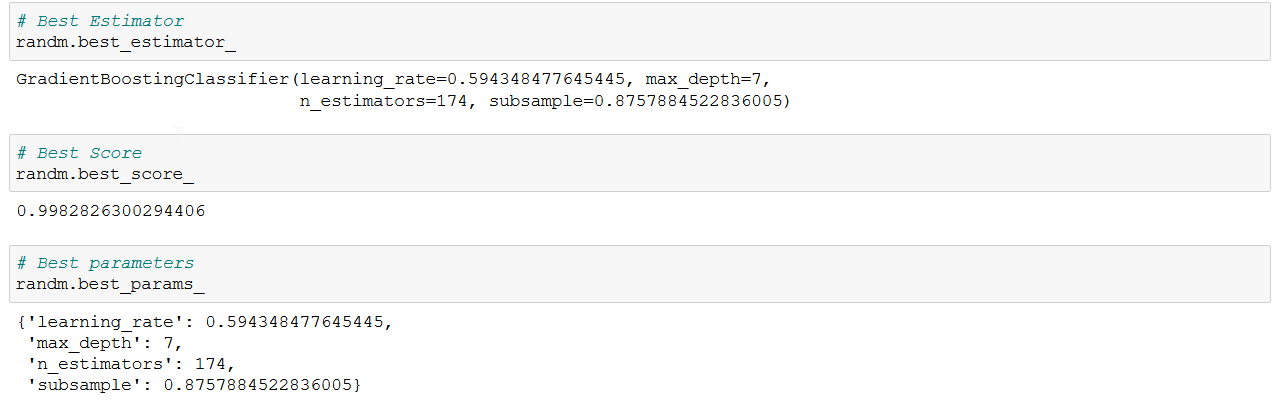 # Best Estimator
randm.best_estimator_
GradientBoostingClassifier(learning_rate=0.594348477645445, max_depth=7,
n_estimators=174, subsample=0.8757884522836005)
# Best Score
randm.best_score_
0.9982826300294406
# Best parameters
randm.best_params_
{'learning_rate': 0.594348477645445,
'max_depth': 7,
'n_estimators': 174,
'subsample': 0.8757884522836005}